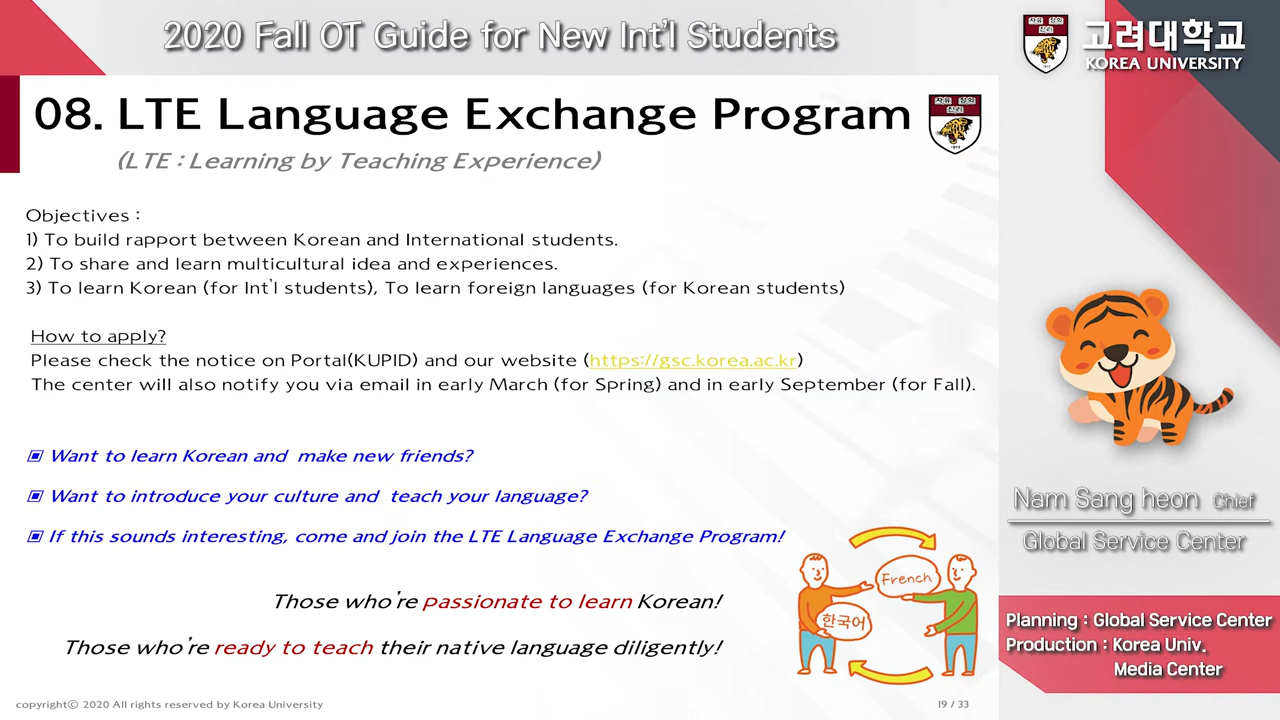 2020 Fall OT Guide for New Int'l Students
고려대학교
KOREA UNIVERSITY
08. LTE Language Exchange Program
(LTE : Learning by Teaching Experience)
Objectives :
1) To build rapport between Korean and International students.
2) To share and learn multicultural idea and experiences.
3) To learn Korean (for Int'l students), To learn foreign languages (for Korean students)
How to apply?
Please check the notice on Portal(KUPID) and our website (https://gsc.korea.ac.kr)
The center will also notify you via email in early March (for Spring) and in early September (for Fall).
▣ Want to learn Korean and make new friends?
▣ Want to introduce your culture and teach your language?
▣ If this sounds interesting, come and join the LTE Language Exchange Program!
French
한국어
Those who're passionate to learn Korean!
Those who're ready to teach their native language diligently!
Nam Sang heon Chief
Global Service Center
Planning : Global Service Center
Production : Korea Univ.
Media Center
copyright© 2020 All rights reserved by Korea University
19 / 33